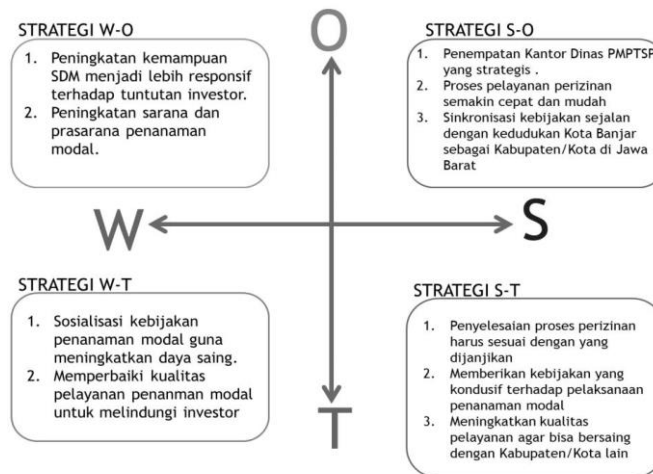 O
STRATEGI W-O
1. Peningkatan kemampuan
SDM menjadi lebih responsif
terhadap tuntutan investor.
2. Peningkatan sarana dan
prasarana penanaman
modal.
STRATEGI S-O
1. Penempatan Kantor Dinas PMPTSP
yang strategis .
2. Proses pelayanan perizinan
semakin cepat dan mudah
3. Sinkronisasi kebijakan sejalan
dengan kedudukan Kota Banjar
sebagai Kabupaten/Kota di Jawa
Barat
W
S
STRATEGI W-T
1. Sosialisasi kebijakan
penanaman modal guna
meningkatkan daya saing.
2. Memperbaiki kualitas
pelayanan penanman modal
untuk melindungi investor
STRATEGI S-T
1. Penyelesaian proses perizinan
harus sesuai dengan yang
dijanjikan
2. Memberikan kebijakan yang
kondusif terhadap pelaksanaan
penanaman modal
3. Meningkatkan kualitas
pelayanan agar bisa bersaing
dengan Kabupaten/Kota lain
T